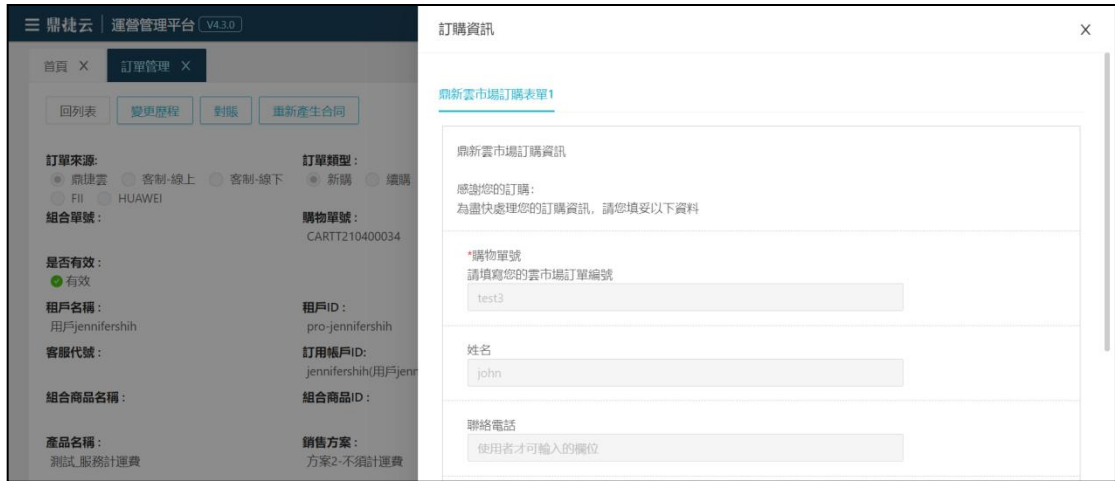 鼎捷云 運營管理平台 V4.3.0
首頁 X 訂單管理 X
回列表 變更歷程 對賬 重新產生合同
訂單來源: 訂單類型:
鼎捷雲 客制-線上 客制-線下 新購 續購
FII HUAWEI
組合單號: 購物單號:
CARTT210400034
是否有效:
有效
租戶名稱: 租戶ID:
用戶jennifershih pro-jennifershih
客服代號: 訂用帳戶ID:
jennifershih(用戶jenn
組合商品名稱: 組合商品ID:
產品名稱: 銷售方案:
測試_服務計運費 方案2-不須計運費
訂購資訊 X
鼎新雲市場訂購表單1
鼎新雲市場訂購資訊
感謝您的訂購:
為盡快處理您的訂購資訊, 請您填妥以下資料
*購物單號
請填寫您的雲市場訂單編號
test3
姓名
john
聯絡電話
使用者才可輸入的欄位